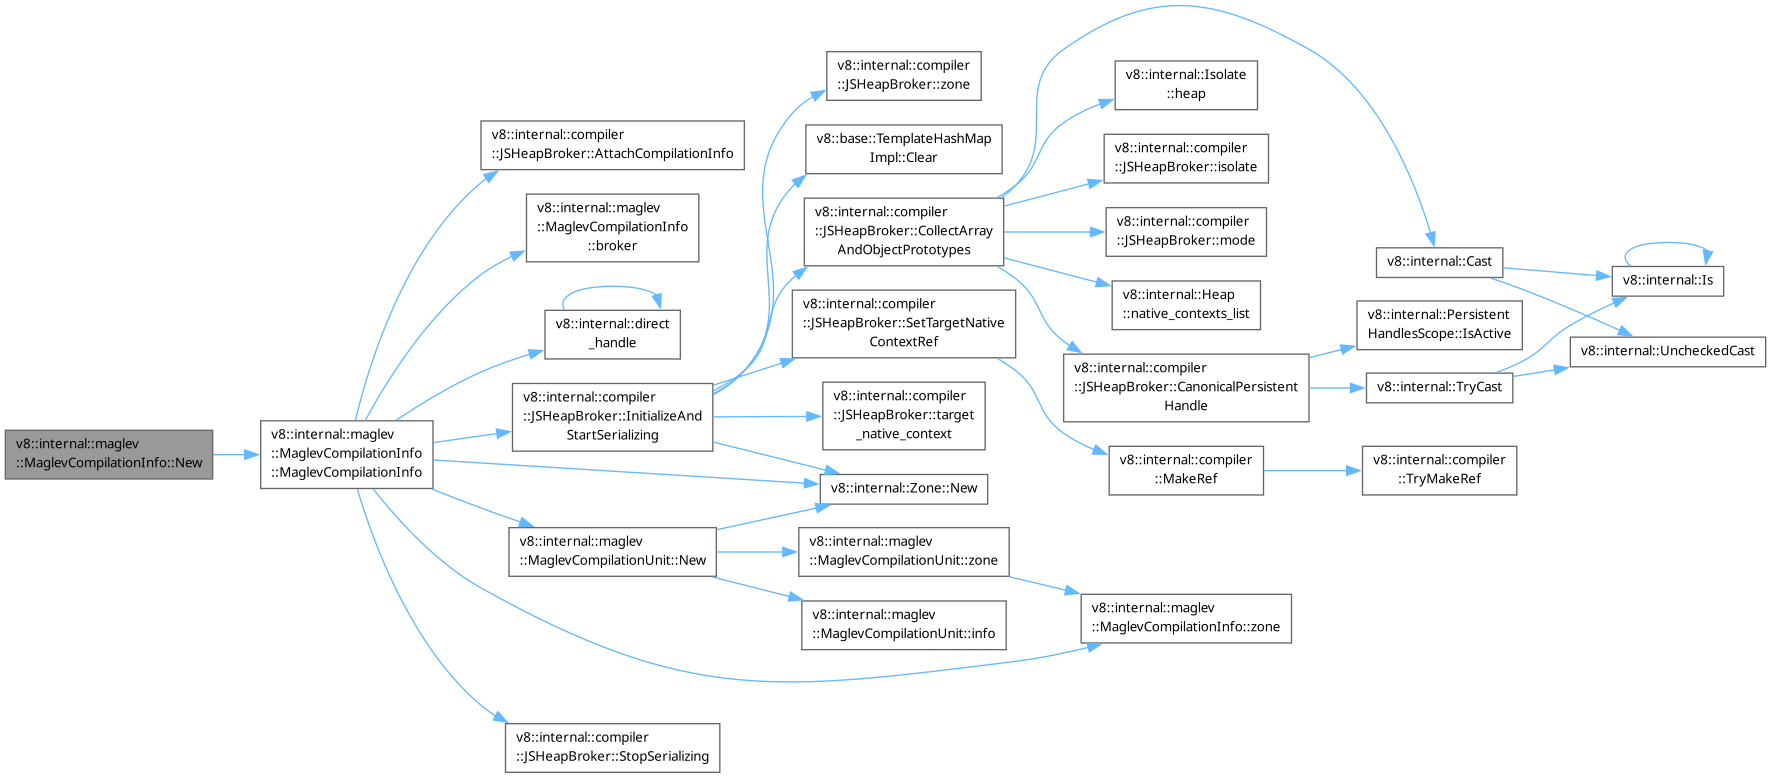 v8::internal::maglev
::MaglevCompilationInfo::New
v8::internal::maglev
::MaglevCompilationInfo
::MaglevCompilationInfo
v8::internal::compiler
::JSHeapBroker::AttachCompilationInfo
v8::internal::maglev
::MaglevCompilationInfo
::broker
v8::internal::direct
_handle
v8::internal::compiler
::JSHeapBroker::InitializeAnd
StartSerializing
v8::internal::maglev
::MaglevCompilationUnit::New
v8::internal::compiler
::JSHeapBroker::StopSerializing
v8::internal::compiler
::JSHeapBroker::zone
v8::base::TemplateHashMap
Impl::Clear
v8::internal::compiler
::JSHeapBroker::CollectArray
AndObjectPrototypes
v8::internal::compiler
::JSHeapBroker::SetTargetNative
ContextRef
v8::internal::compiler
::JSHeapBroker::target
_native_context
v8::internal::Zone::New
v8::internal::maglev
::MaglevCompilationUnit::zone
v8::internal::maglev
::MaglevCompilationUnit::info
v8::internal::Isolate
::heap
v8::internal::compiler
::JSHeapBroker::isolate
v8::internal::compiler
::JSHeapBroker::mode
v8::internal::Heap
::native_contexts_list
v8::internal::compiler
::JSHeapBroker::CanonicalPersistent
Handle
v8::internal::compiler
::MakeRef
v8::internal::maglev
::MaglevCompilationInfo::zone
v8::internal::Cast
v8::internal::Persistent
HandlesScope::IsActive
v8::internal::TryCast
v8::internal::compiler
::TryMakeRef
v8::internal::Is
v8::internal::UncheckedCast